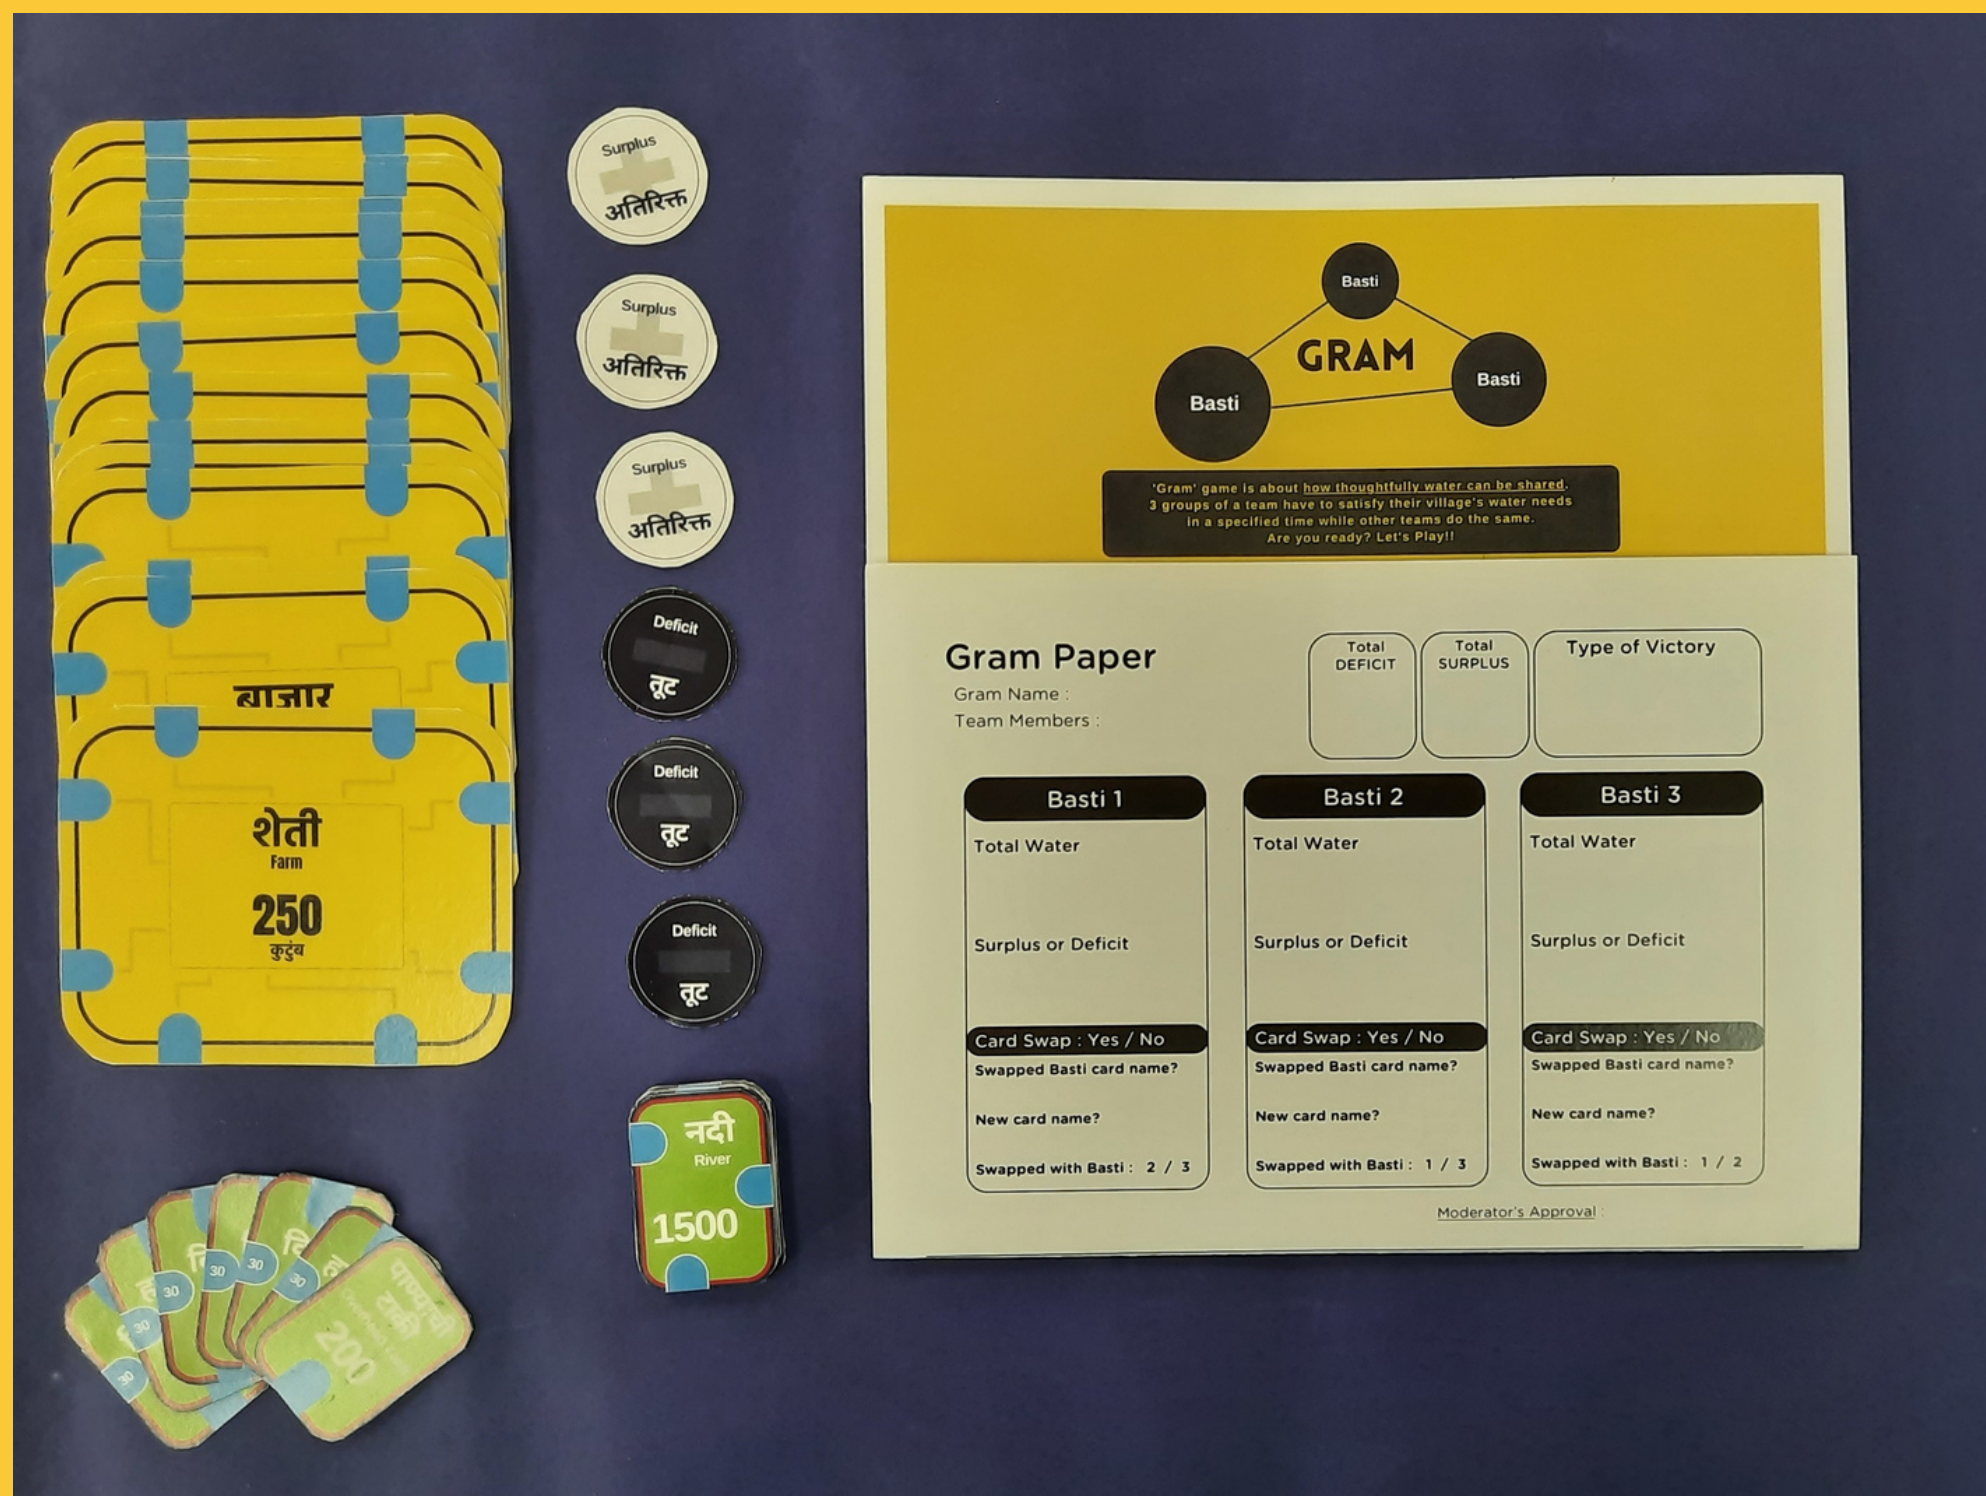 बाजार
शेती
Farm
250
कुटुंब
Surplus
अतिरिक्त
Surplus
अतिरिक्त
Surplus
अतिरिक्त
Deficit
तूट
Deficit
तूट
Deficit
तूट
नदी
River
1500
30
30
30
30
30
30
पाण्याची
टाकी
200
Basti
GRAM
Basti
Basti
'Gram' game is about how thoughtfully water can be shared.
3 groups of a team have to satisfy their village's water needs
in a specified time while other teams do the same.
Are you ready? Let's Play!!
Gram Paper
Gram Name :
Team Members :
Total
DEFICIT
Total
SURPLUS
Type of Victory
Basti 1
Total Water
Surplus or Deficit
Card Swap : Yes / No
Swapped Basti card name?
New card name?
Swapped with Basti : 2 / 3
Basti 2
Total Water
Surplus or Deficit
Card Swap : Yes / No
Swapped Basti card name?
New card name?
Swapped with Basti : 1 / 3
Basti 3
Total Water
Surplus or Deficit
Card Swap : Yes / No
Swapped Basti card name?
New card name?
Swapped with Basti : 1 / 2
Moderator's Approval :